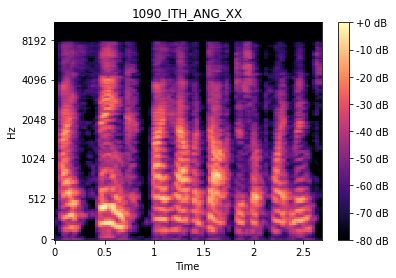 1090_ITH_ANG_XX
+0 dB
8192
-10 dB
4096
-20 dB
-30 dB
2048
Hz
-40 dB
1024
-50 dB
512
-60 dB
-70 dB
0
-80 dB
0 0.5 1 1.5 2 2.5
Time